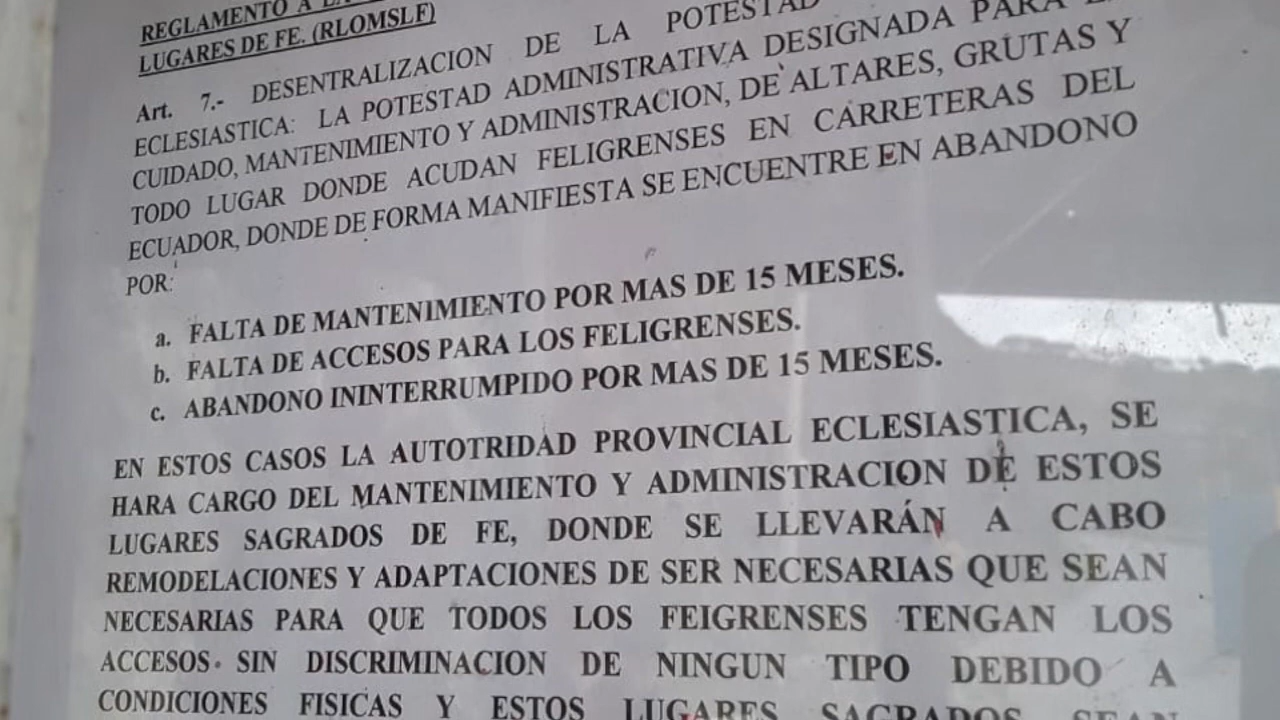 REGLAMENTO A LA
LUGARES DE FE. (RLOMSLF)
Art. 7.- DESENTRALIZACION DE LA POTESTAD
ECLESIASTICA: LA POTESTAD ADMINISTRATIVA DESIGNADA PARA
CUIDADO, MANTENIMIENTO Y ADMINISTRACION, DE ALTARES, GRUTAS Y
TODO LUGAR DONDE ACUDAN FELIGRENSES EN CARRETERAS DEL
ECUADOR, DONDE DE FORMA MANIFIESTA SE ENCUENTRE EN ABANDONO
POR:
a. FALTA DE MANTENIMIENTO POR MAS DE 15 MESES.
b. FALTA DE ACCESOS PARA LOS FELIGRENSES.
c. ABANDONO ININTERRUMPIDO POR MAS DE 15 MESES.
EN ESTOS CASOS LA AUTOTRIDAD PROVINCIAL ECLESIASTICA, SE
HARA CARGO DEL MANTENIMIENTO Y ADMINISTRACION DE ESTOS
LUGARES SAGRADOS DE FE, DONDE SE LLEVARÁN A CABO
REMODELACIONES Y ADAPTACIONES DE SER NECESARIAS QUE SEAN
NECESARIAS PARA QUE TODOS LOS FEIGRENSES TENGAN LOS
ACCESOS SIN DISCRIMINACION DE NINGUN TIPO DEBIDO A
CONDICIONES FISICAS Y ESTOS LUGARES SAGRADOS SEAN